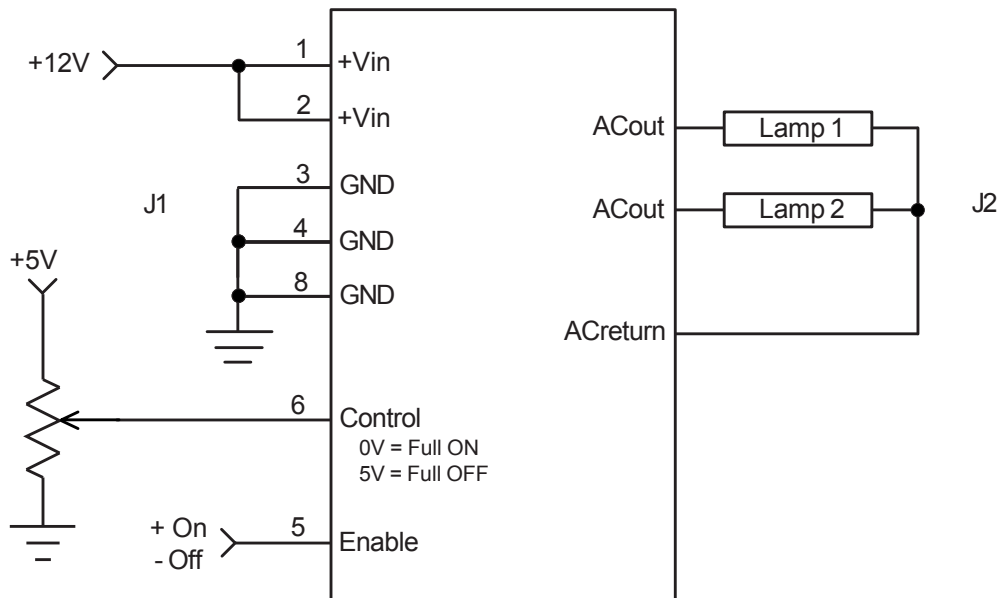 +12V
1
+Vin
2
+Vin
3
GND
J1
4
GND
+5V
8
GND
6
Control
0V = Full ON
5V = Full OFF
+ On
- Off
5
Enable
ACout
Lamp 1
ACout
Lamp 2
J2
ACreturn